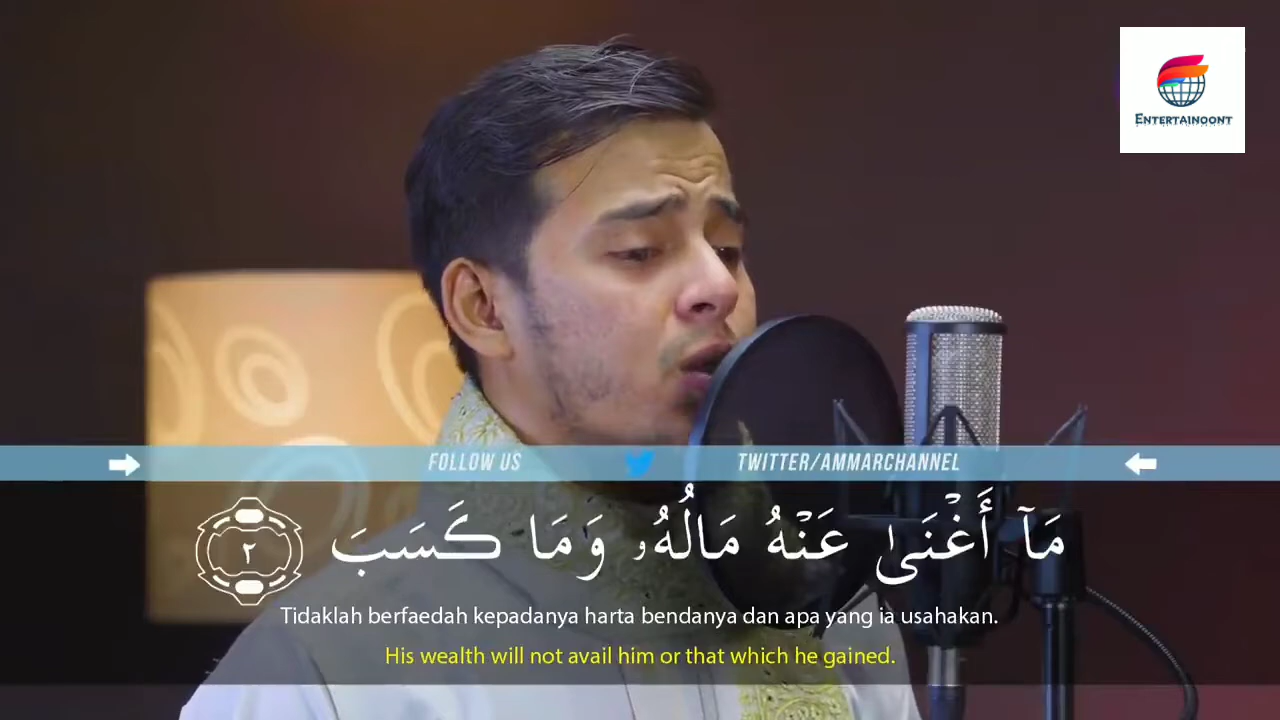 ENTERTAINOONT
FOLLOW US TWITTER/AMMARCHANNEL
مَآ أَغْنَىٰ عَنْهُ مَالُهُۥ وَمَا كَسَبَ ٢
Tidaklah berfaedah kepadanya harta bendanya dan apa yang ia usahakan.
His wealth will not avail him or that which he gained.